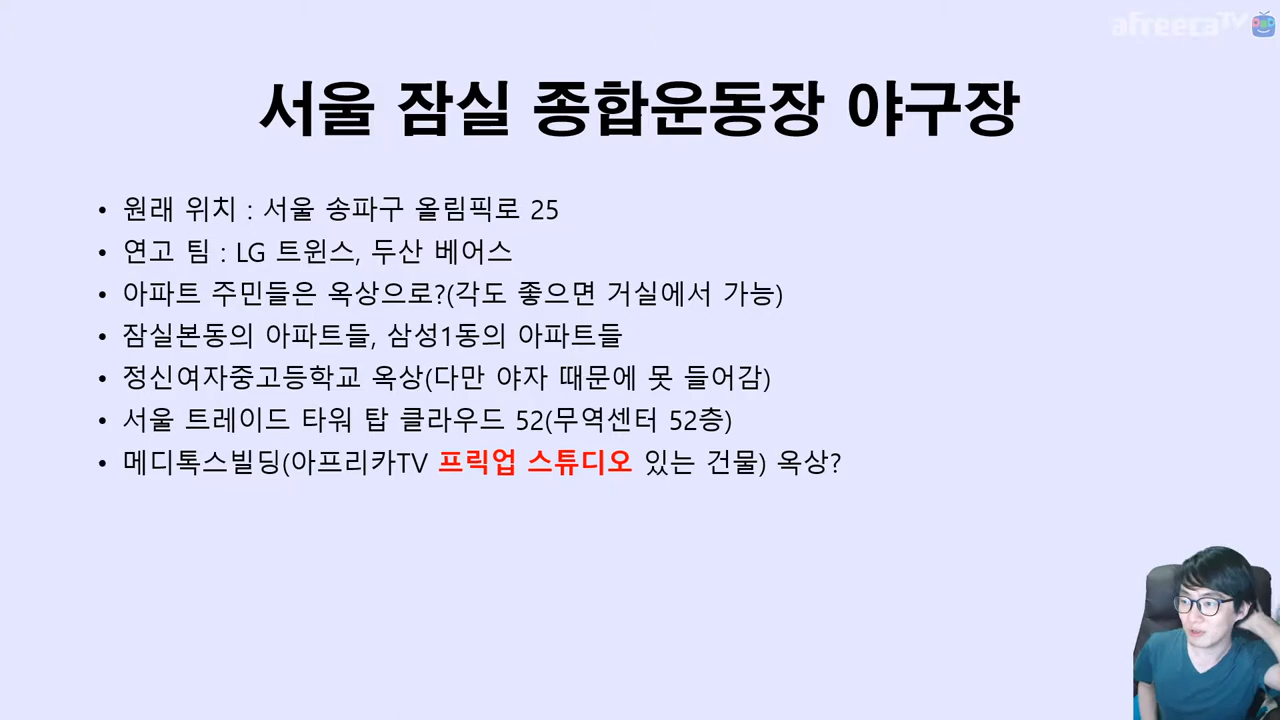 afreecaTV
서울 잠실 종합운동장 야구장
• 원래 위치 : 서울 송파구 올림픽로 25
• 연고 팀 : LG 트윈스, 두산 베어스
• 아파트 주민들은 옥상으로?(각도 좋으면 거실에서 가능)
• 잠실본동의 아파트들, 삼성1동의 아파트들
• 정신여자중고등학교 옥상(다만 야자 때문에 못 들어감)
• 서울 트레이드 타워 탑 클라우드 52(무역센터 52층)
• 메디톡스빌딩(아프리카TV 프릭업 스튜디오 있는 건물) 옥상?